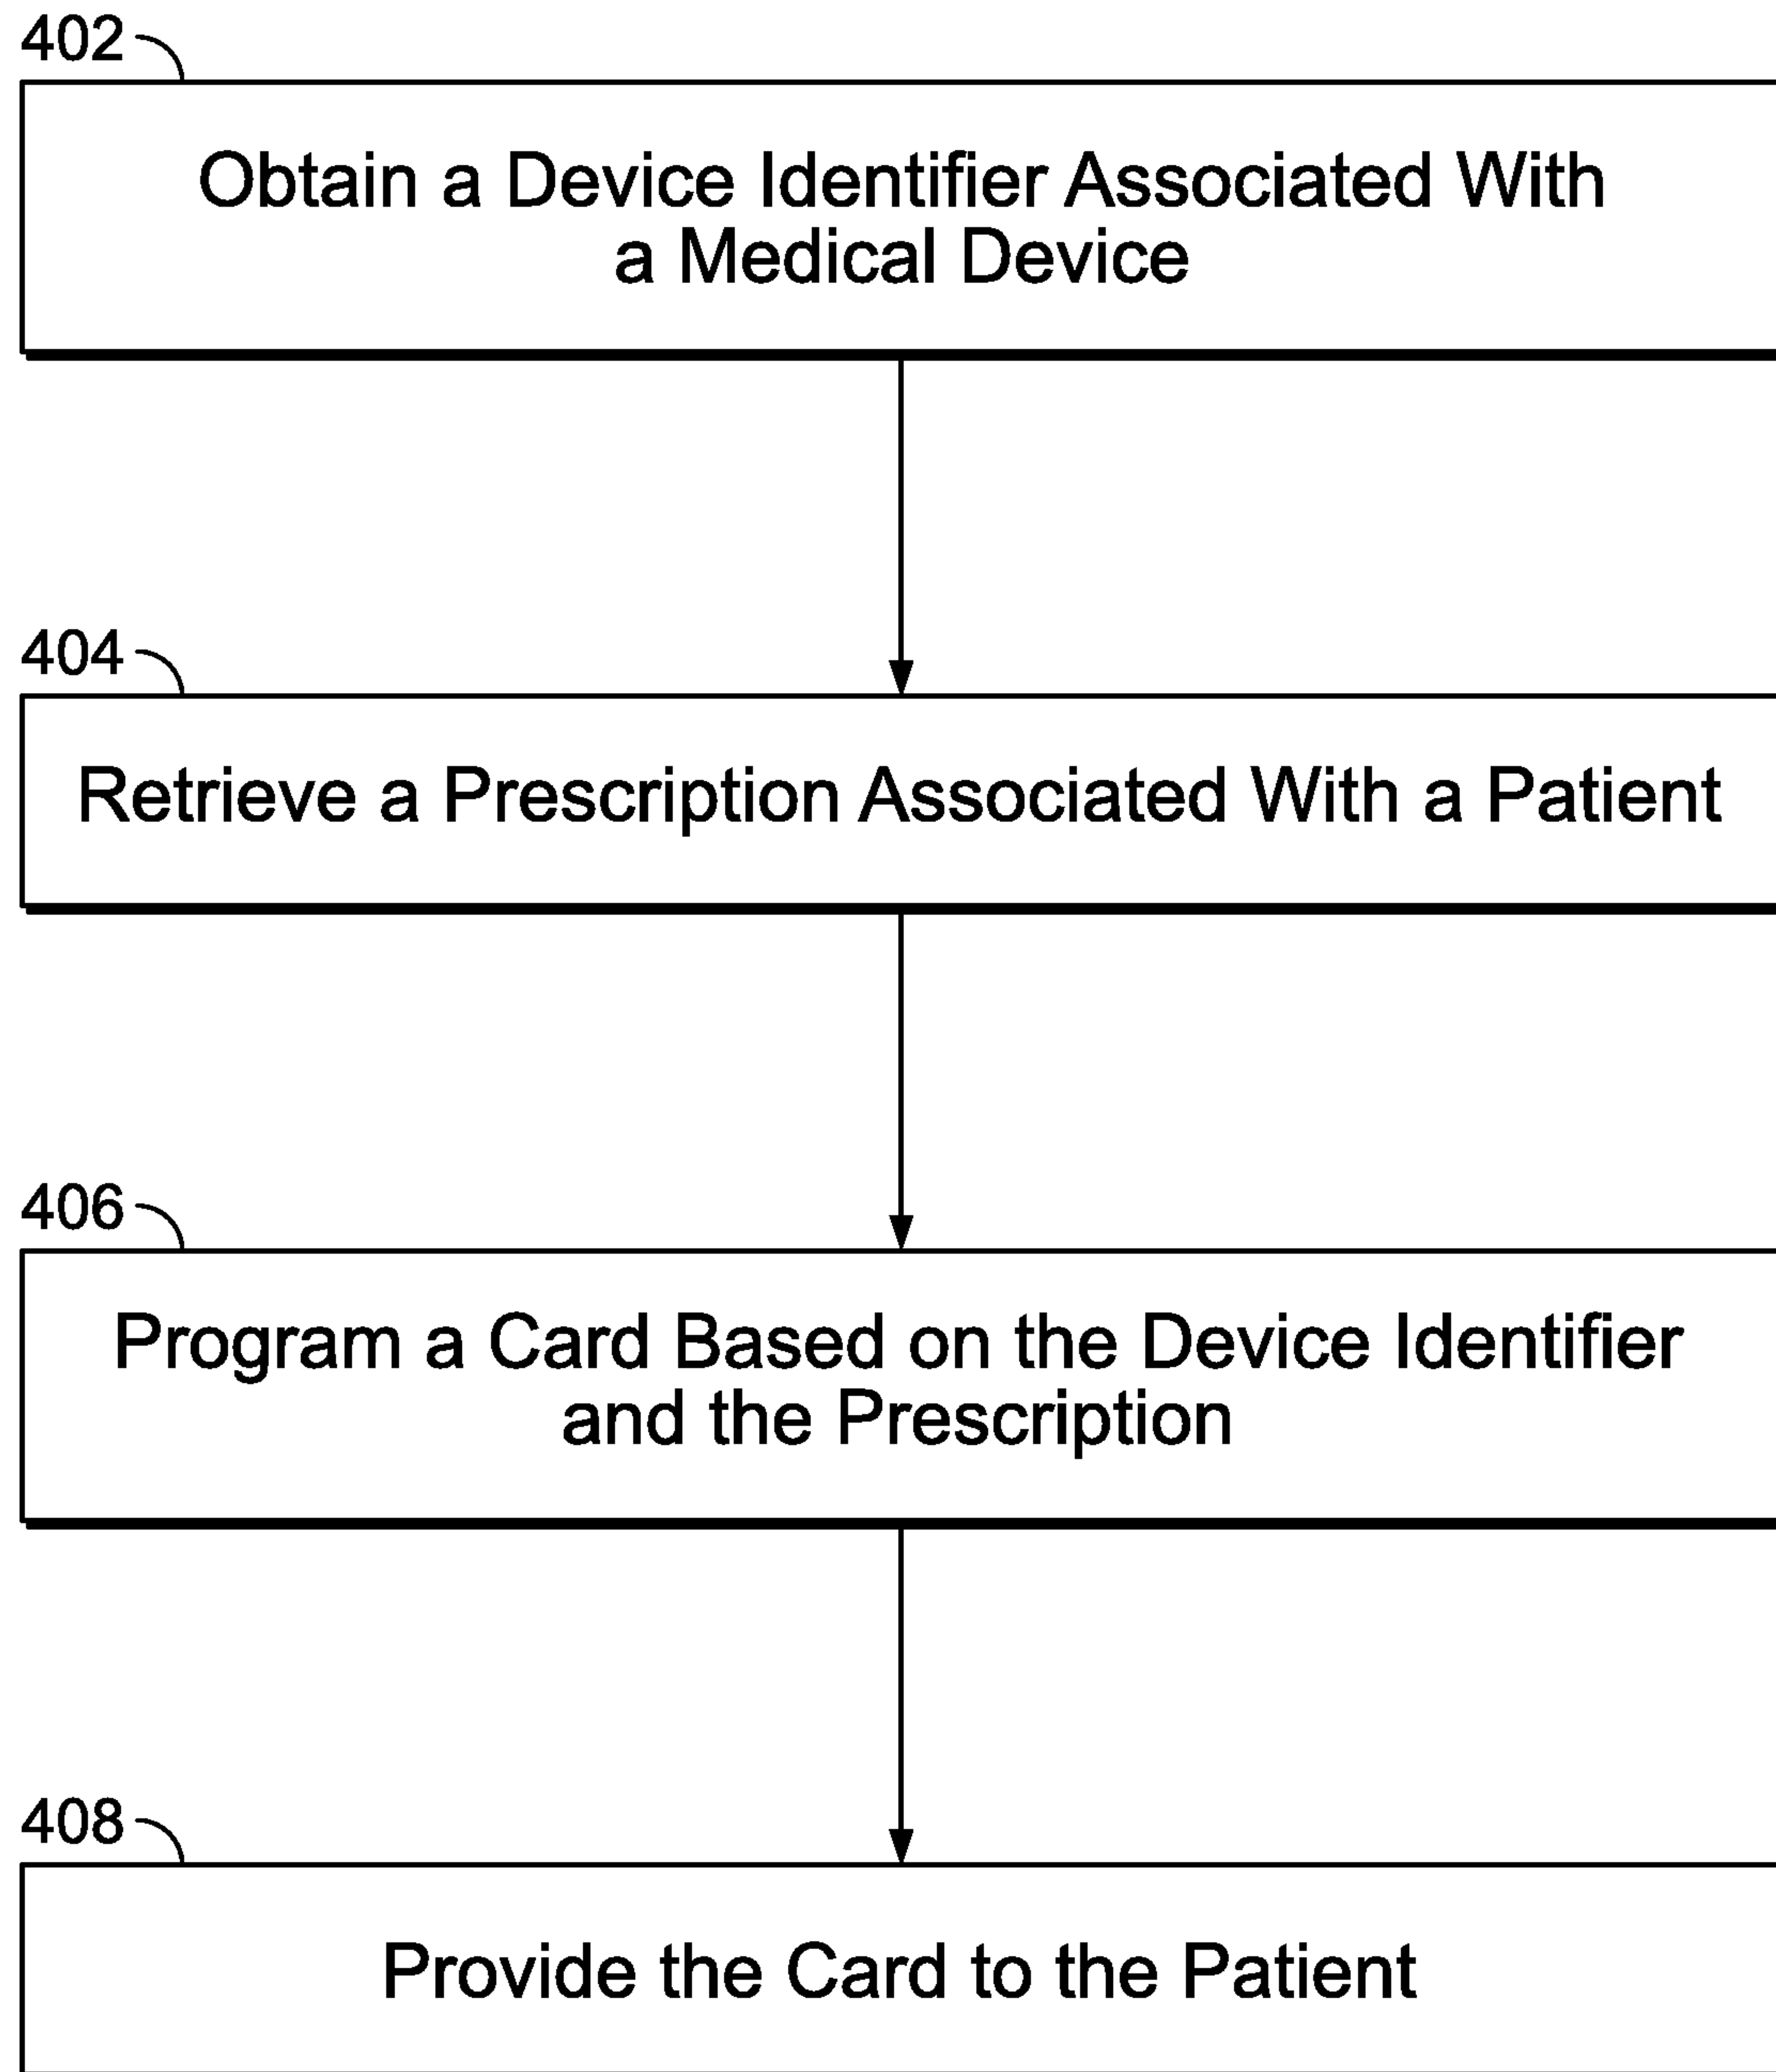 402
Obtain a Device Identifier Associated With
a Medical Device
404
Retrieve a Prescription Associated With a Patient
406
Program a Card Based on the Device Identifier
and the Prescription
408
Provide the Card to the Patient